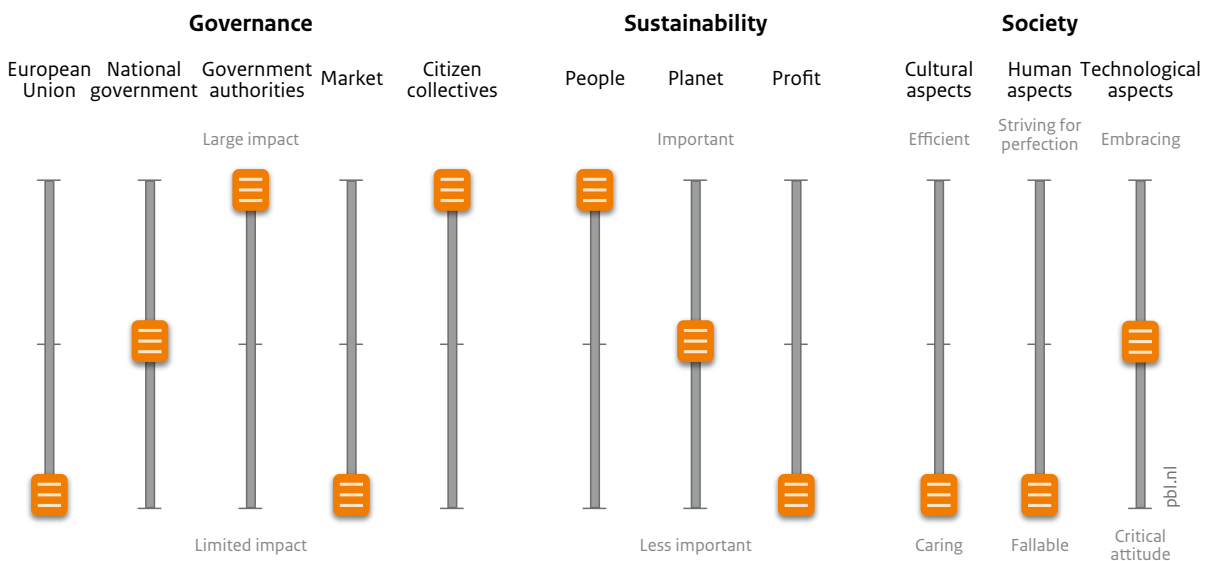 Governance
Sustainability
Society
European
Union
National
government
Government
authorities
Market
Citizen
collectives
People
Planet
Profit
Cultural
aspects
Human
aspects
Technological
aspects
Large impact
Important
Efficient
Striving for
perfection
Embracing
Limited impact
Less important
Caring
Fallable
Critical
attitude
pbl.nl